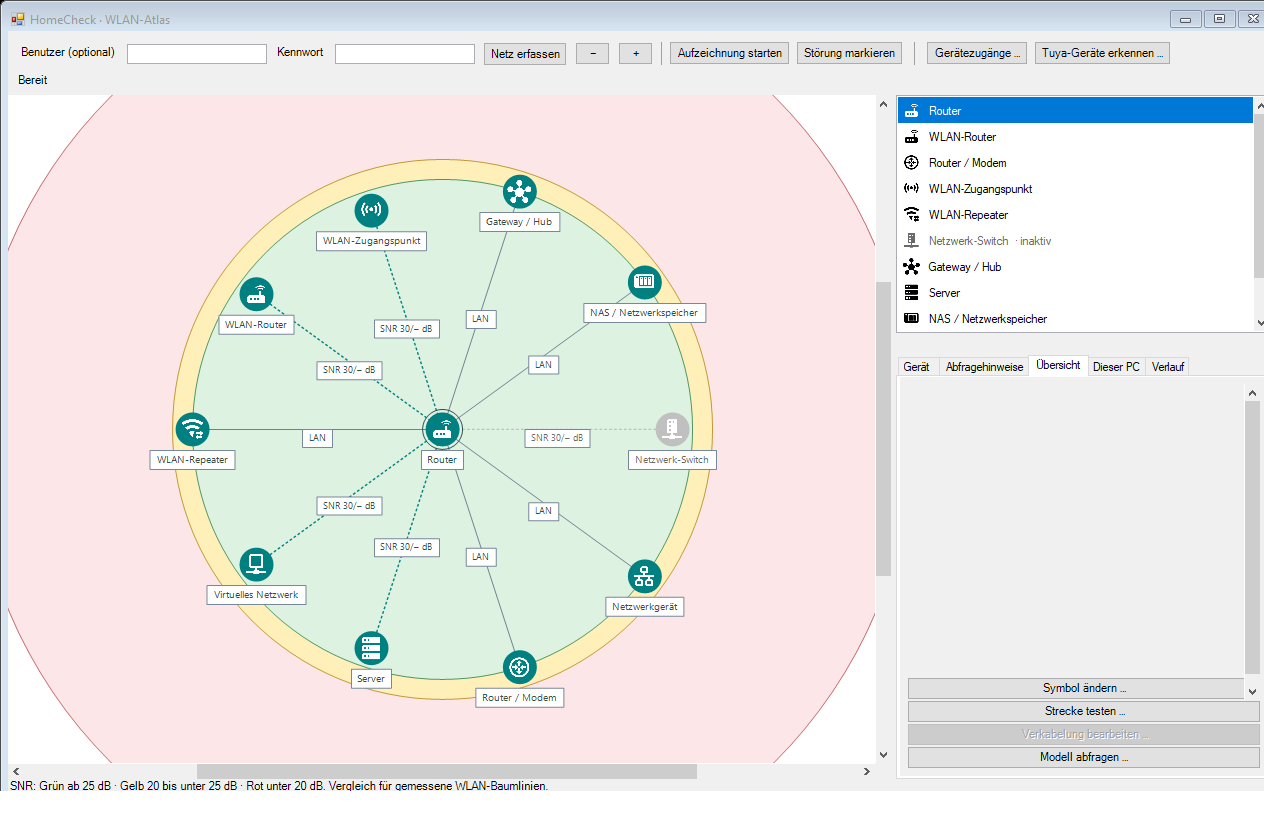 HomeCheck · WLAN-Atlas
Benutzer (optional)
Kennwort
Netz erfassen
−
+
Aufzeichnung starten
Störung markieren
Gerätezugänge ...
Tuya-Geräte erkennen ...
Bereit
Gateway / Hub
WLAN-Zugangspunkt
NAS / Netzwerkspeicher
WLAN-Router
LAN
SNR 30/− dB
LAN
SNR 30/− dB
WLAN-Repeater
LAN
Router
SNR 30/− dB
Netzwerk-Switch
SNR 30/− dB
LAN
SNR 30/− dB
LAN
Virtuelles Netzwerk
Netzwerkgerät
Server
Router / Modem
SNR: Grün ab 25 dB · Gelb 20 bis unter 25 dB · Rot unter 20 dB. Vergleich für gemessene WLAN-Baumlinien.
Router
WLAN-Router
Router / Modem
WLAN-Zugangspunkt
WLAN-Repeater
Netzwerk-Switch · inaktiv
Gateway / Hub
Server
NAS / Netzwerkspeicher
Gerät
Abfragehinweise
Übersicht
Dieser PC
Verlauf
Symbol ändern ...
Strecke testen ...
Verkabelung bearbeiten ...
Modell abfragen ...